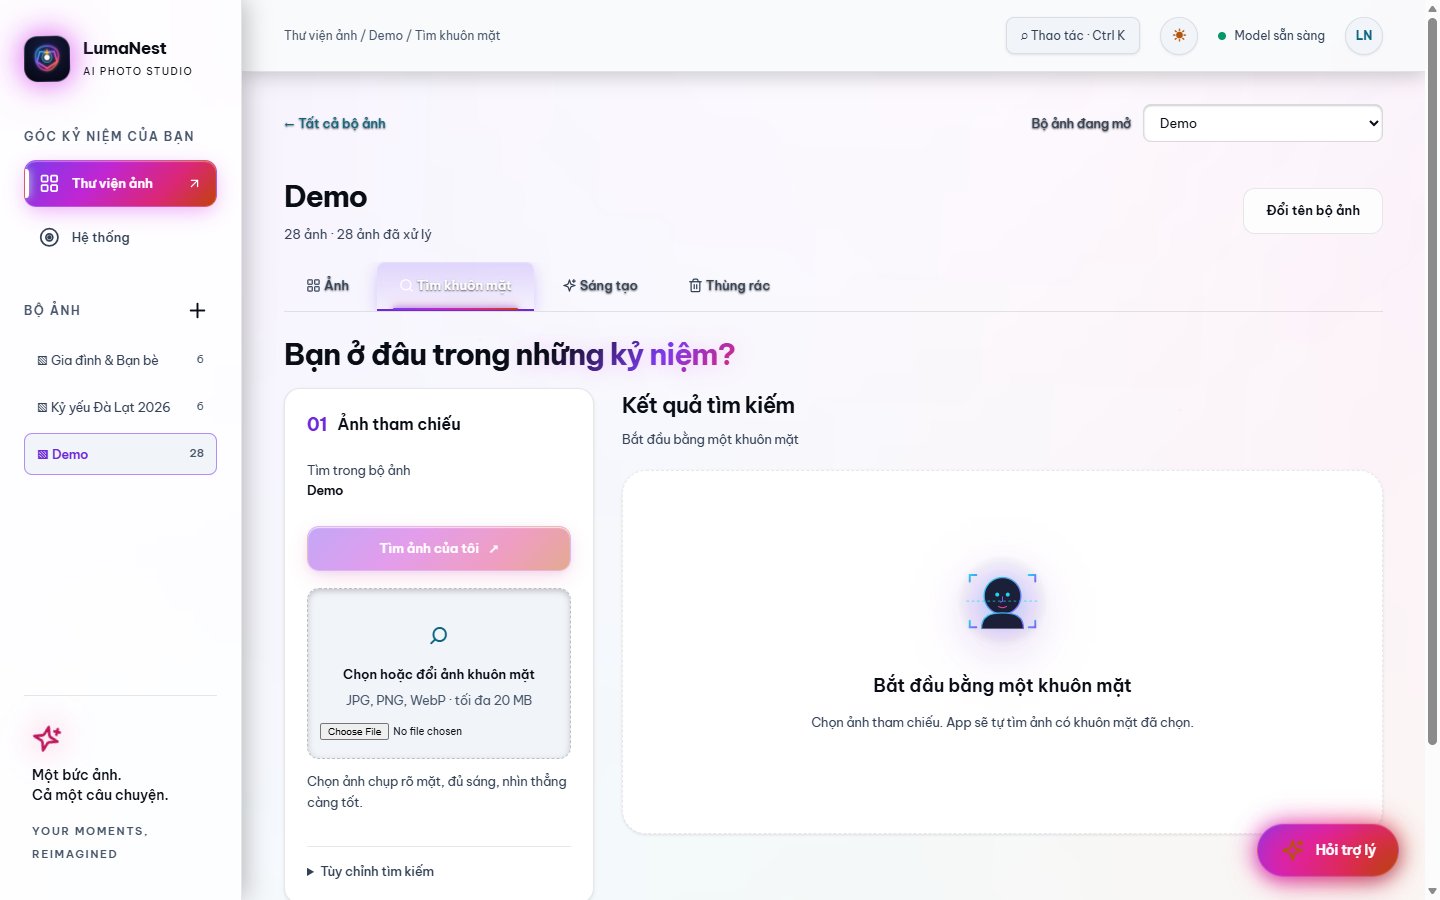 LumaNest
AI PHOTO STUDIO
GÓC KỶ NIỆM CỦA BẠN
Thư viện ảnh
Hệ thống
BỘ ẢNH
Gia đình & Bạn bè 6
Kỷ yếu Đà Lạt 2026 6
Demo 28
Một bức ảnh.
Cả một câu chuyện.
YOUR MOMENTS,
REIMAGINED
Thư viện ảnh / Demo / Tìm khuôn mặt
Thao tác · Ctrl K
Model sẵn sàng
LN
← Tất cả bộ ảnh
Bộ ảnh đang mở
Demo
Demo
28 ảnh · 28 ảnh đã xử lý
Đổi tên bộ ảnh
Ảnh
Tìm khuôn mặt
Sáng tạo
Thùng rác
Bạn ở đâu trong những kỷ niệm?
01 Ảnh tham chiếu
Tìm trong bộ ảnh
Demo
Tìm ảnh của tôi ↗
Chọn hoặc đổi ảnh khuôn mặt
JPG, PNG, WebP · tối đa 20 MB
Choose File No file chosen
Chọn ảnh chụp rõ mặt, đủ sáng, nhìn thẳng
càng tốt.
Tùy chỉnh tìm kiếm
Kết quả tìm kiếm
Bắt đầu bằng một khuôn mặt
Bắt đầu bằng một khuôn mặt
Chọn ảnh tham chiếu. App sẽ tự tìm ảnh có khuôn mặt đã chọn.
Hỏi trợ lý